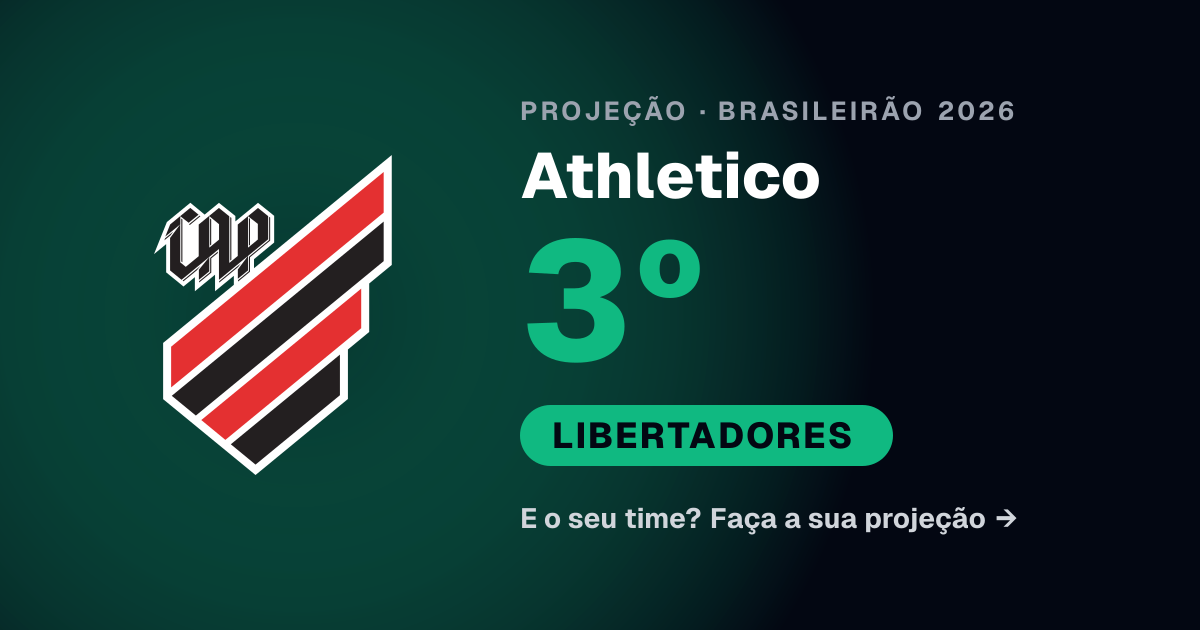 CAP
PROJEÇÃO · BRASILEIRÃO 2026
Athletico
3º
LIBERTADORES
E o seu time? Faça a sua projeção →